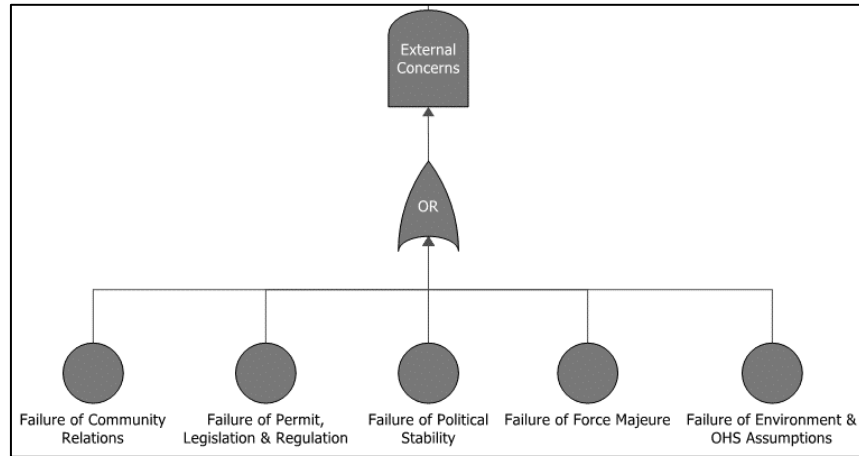 External
Concerns
OR
Failure of Community
Relations
Failure of Permit,
Legislation & Regulation
Failure of Political
Stability
Failure of Force Majeure
Failure of Environment &
OHS Assumptions